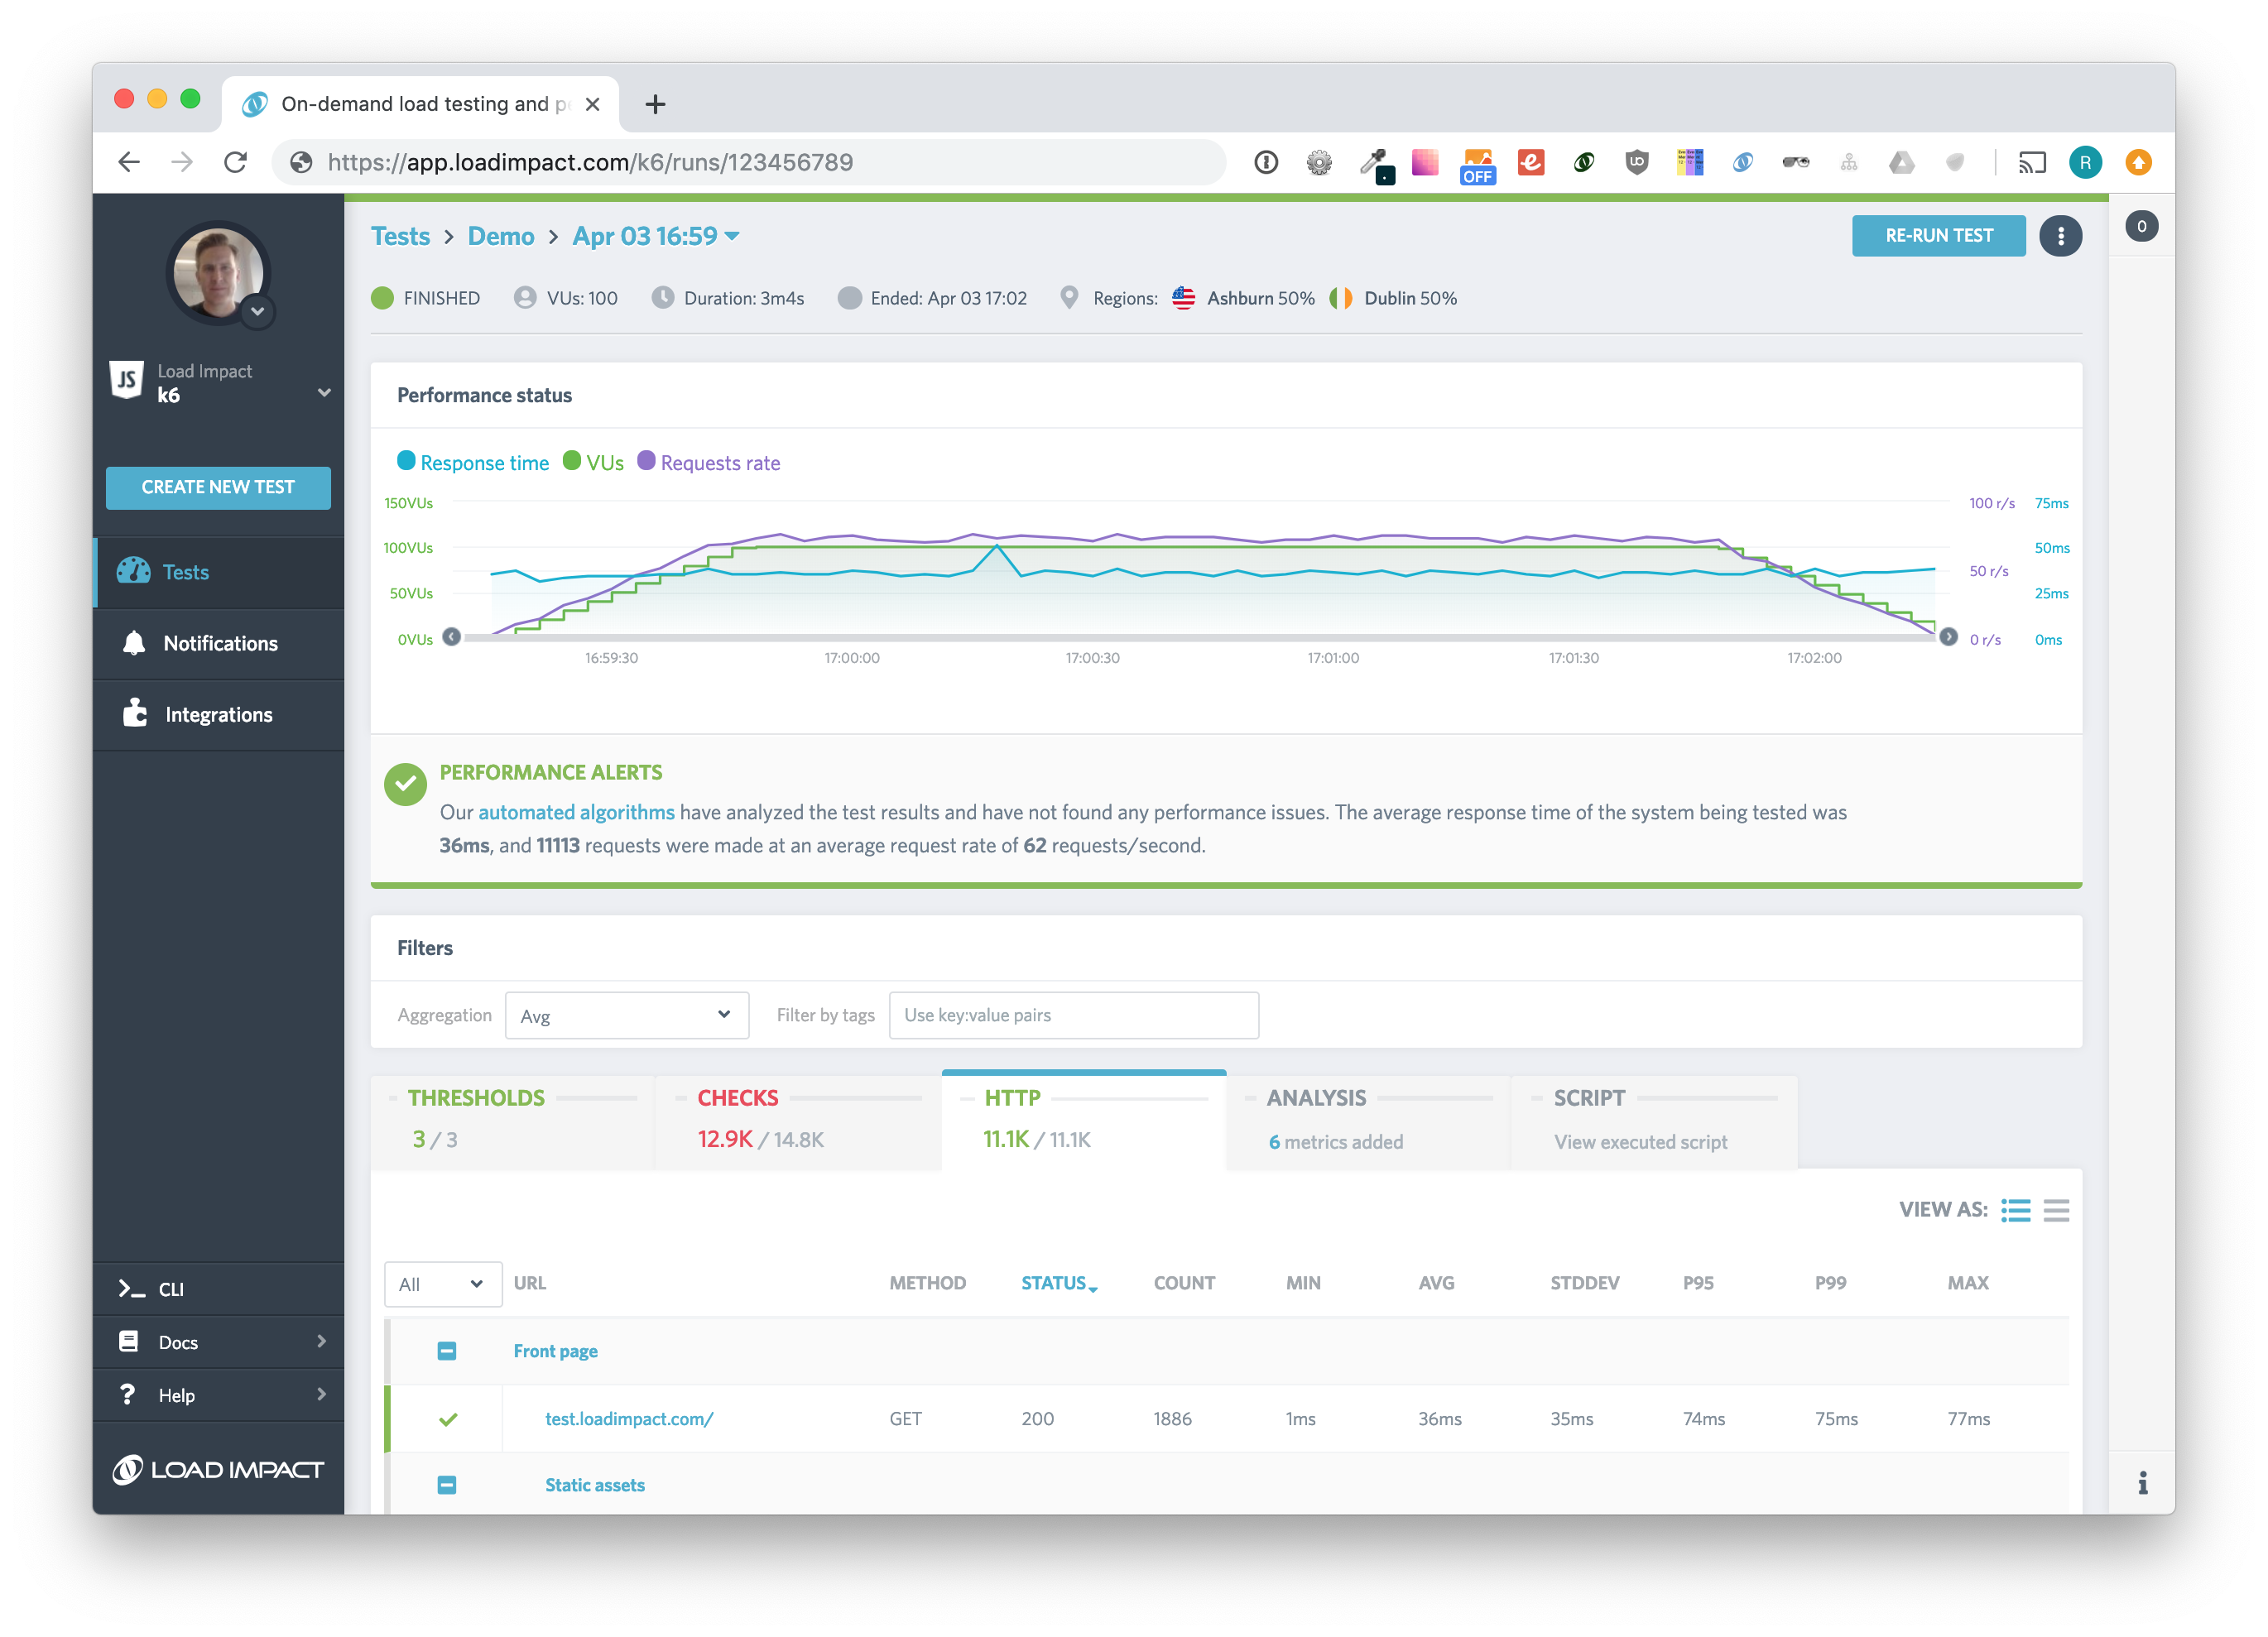 On-demand load testing and p
https://app.loadimpact.com/k6/runs/123456789
OFF
R
Tests > Demo > Apr 03 16:59
RE-RUN TEST
0
FINISHED VUs: 100 Duration: 3m4s Ended: Apr 03 17:02 Regions: Ashburn 50% Dublin 50%
JS
Load Impact
k6
CREATE NEW TEST
Tests
Notifications
Integrations
CLI
Docs
Help
LOAD IMPACT
Performance status
Response time VUs Requests rate
150VUs 100 r/s 75ms
100VUs 50ms
50 r/s
50VUs 25ms
0VUs 0 r/s 0ms
16:59:30 17:00:00 17:00:30 17:01:00 17:01:30 17:02:00
PERFORMANCE ALERTS
Our automated algorithms have analyzed the test results and have not found any performance issues. The average response time of the system being tested was
36ms, and 11113 requests were made at an average request rate of 62 requests/second.
Filters
Aggregation Avg Filter by tags Use key:value pairs
THRESHOLDS CHECKS HTTP ANALYSIS SCRIPT
3 / 3 12.9K / 14.8K 11.1K / 11.1K 6 metrics added View executed script
VIEW AS:
All URL METHOD STATUS COUNT MIN AVG STDDEV P95 P99 MAX
Front page
test.loadimpact.com/ GET 200 1886 1ms 36ms 35ms 74ms 75ms 77ms
Static assets